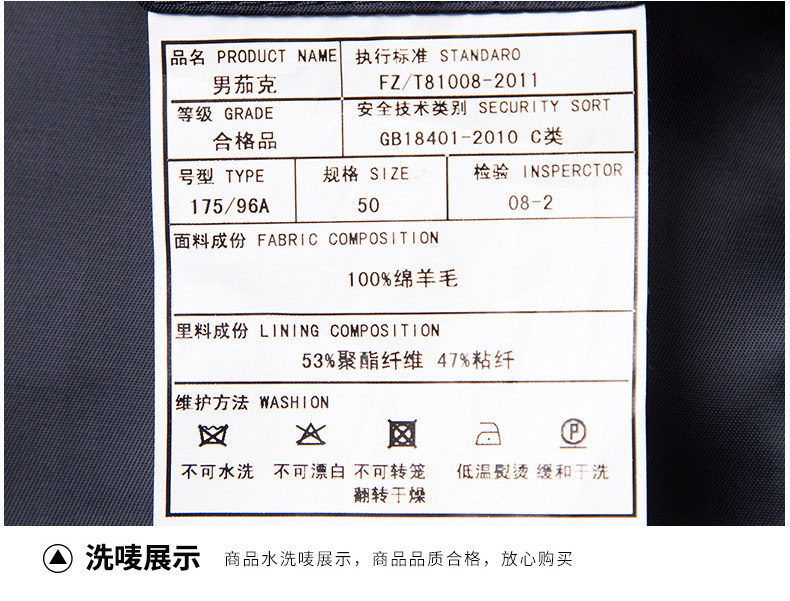 品名 PRODUCT NAME
执行标准 STANDARO
男茄克
FZ/T81008-2011
等级 GRADE
安全技术类别 SECURITY SORT
合格品
GB18401-2010 C类
号型 TYPE
规格 SIZE
检验 INSPERCTOR
175/96A
50
08-2
面料成份 FABRIC COMPOSITION
100%绵羊毛
里料成份 LINING COMPOSITION
53%聚酯纤维 47%粘纤
维护方法 WASHION
P
不可水洗 不可漂白 不可转笼 低温熨烫 缓和干洗
翻转干燥
洗唛展示
商品水洗唛展示，商品品质合格，放心购买